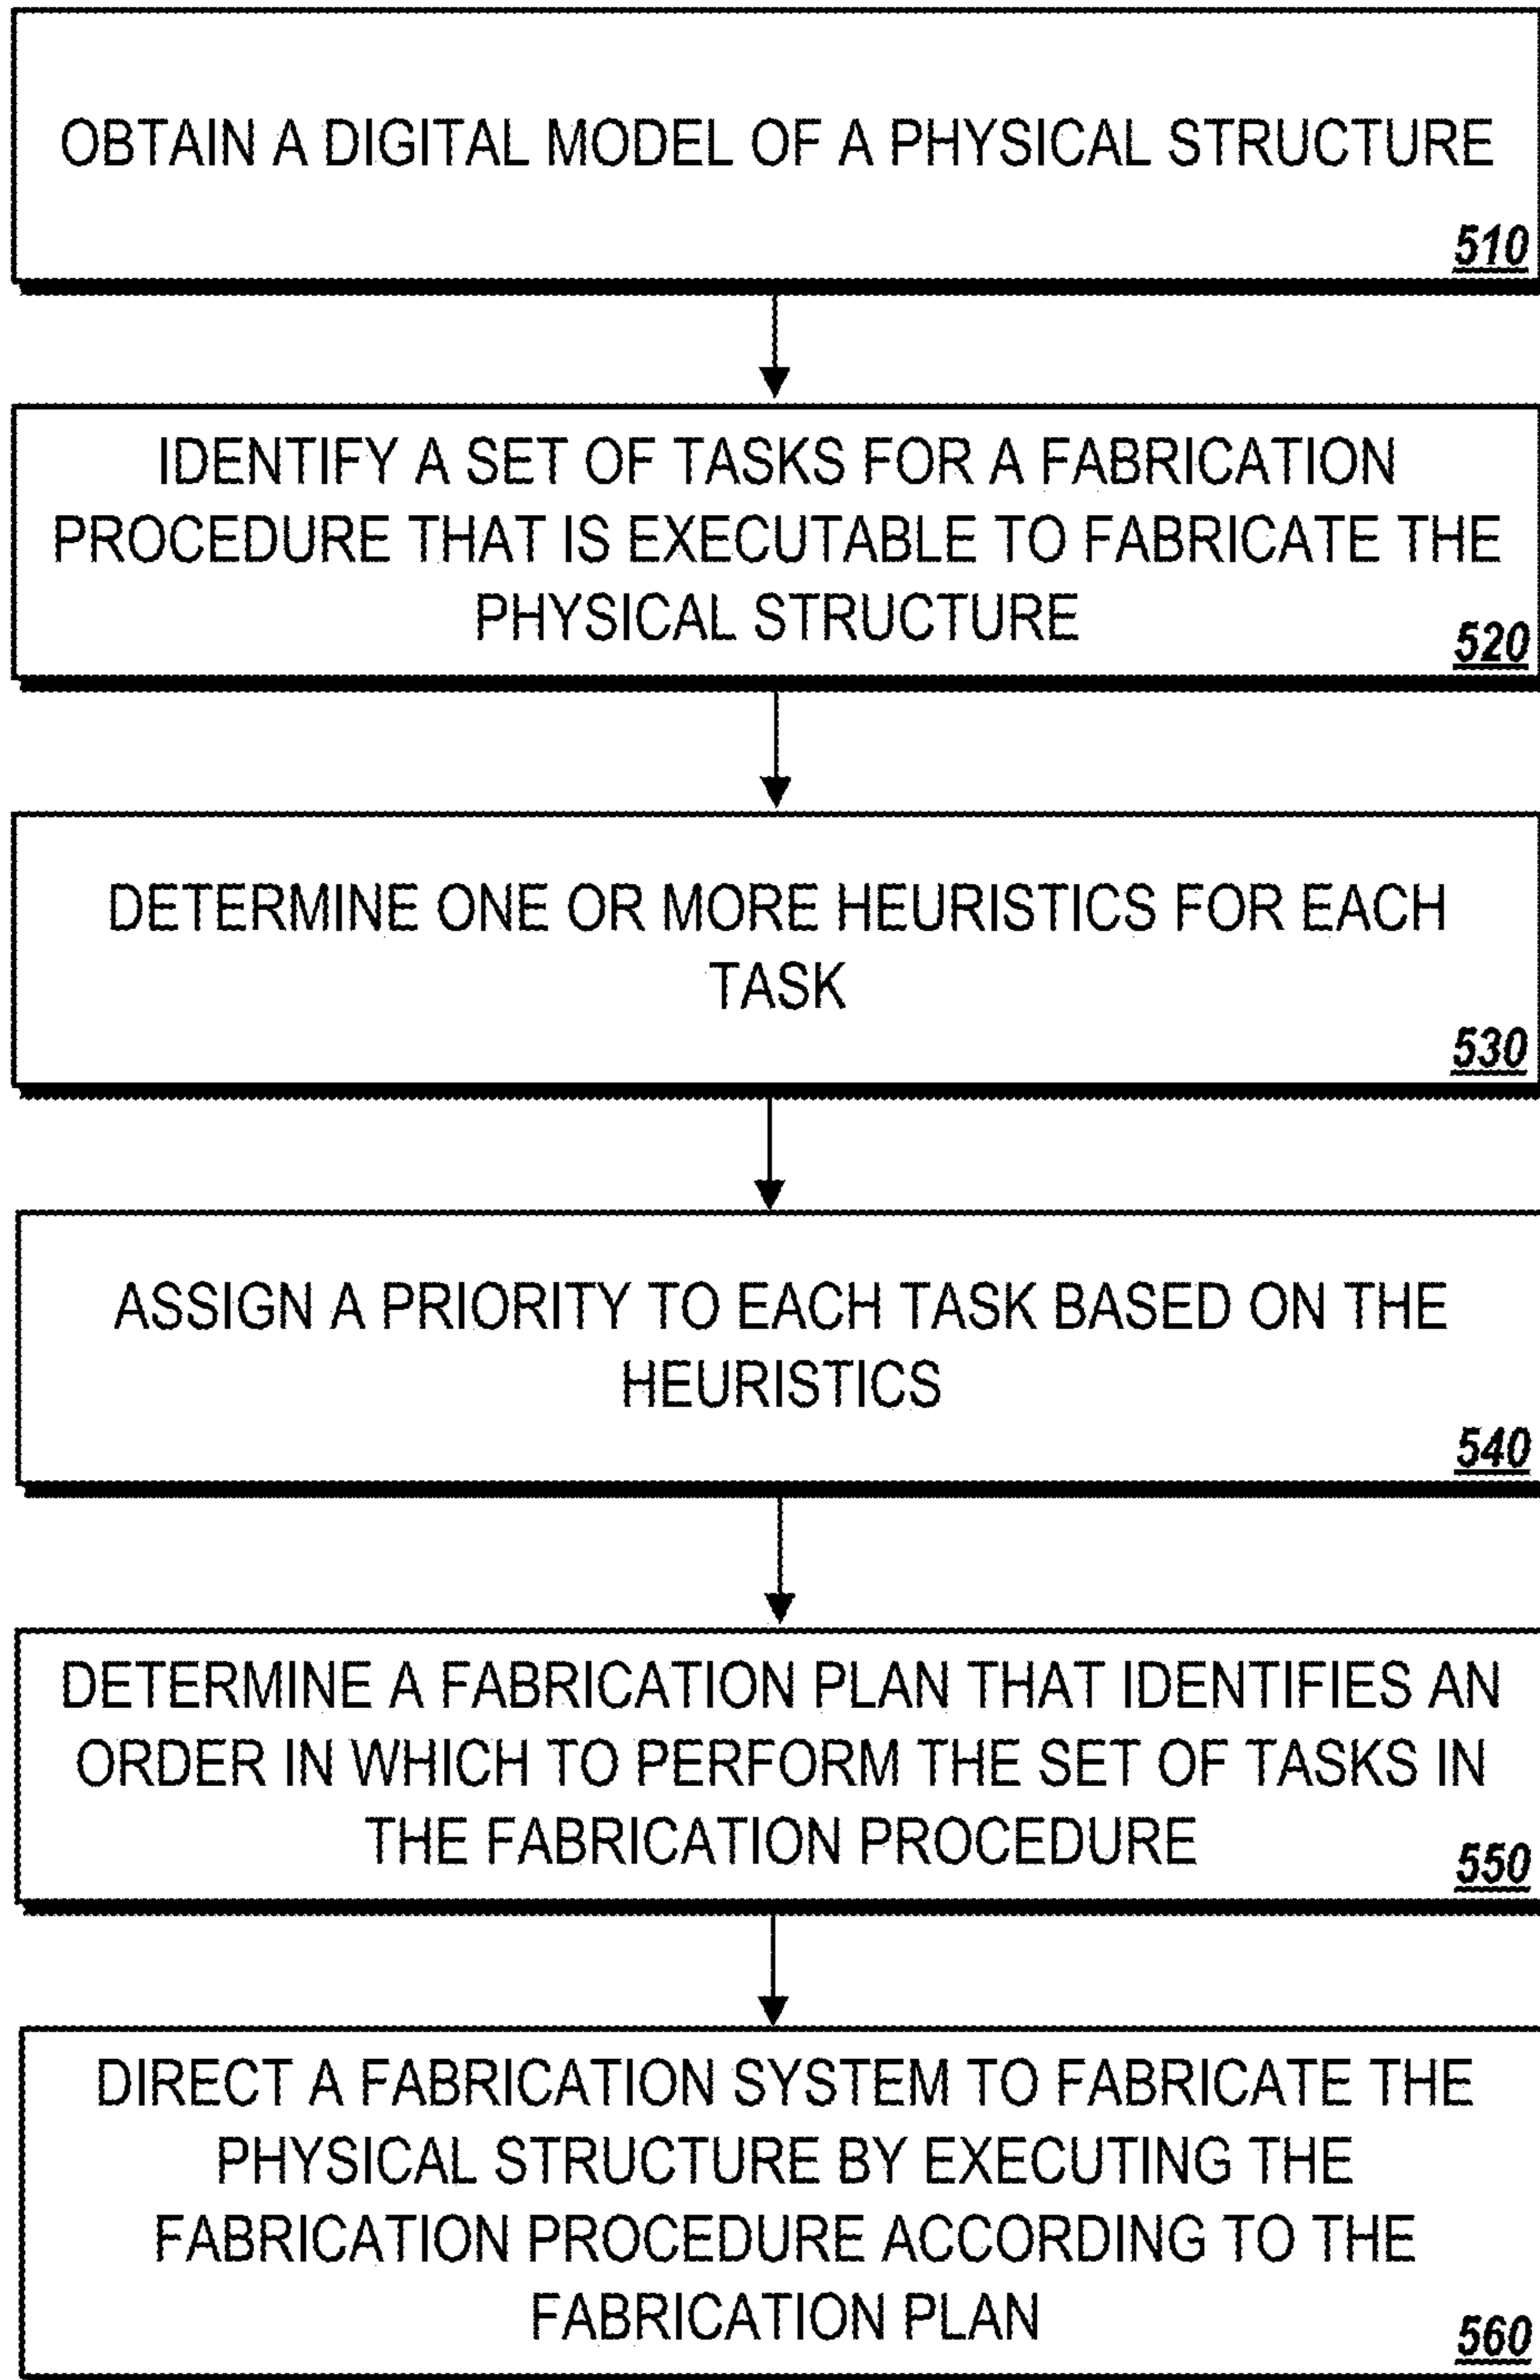 OBTAIN A DIGITAL MODEL OF A PHYSICAL STRUCTURE
510
IDENTIFY A SET OF TASKS FOR A FABRICATION
PROCEDURE THAT IS EXECUTABLE TO FABRICATE THE
PHYSICAL STRUCTURE
520
DETERMINE ONE OR MORE HEURISTICS FOR EACH
TASK
530
ASSIGN A PRIORITY TO EACH TASK BASED ON THE
HEURISTICS
540
DETERMINE A FABRICATION PLAN THAT IDENTIFIES AN
ORDER IN WHICH TO PERFORM THE SET OF TASKS IN
THE FABRICATION PROCEDURE
550
DIRECT A FABRICATION SYSTEM TO FABRICATE THE
PHYSICAL STRUCTURE BY EXECUTING THE
FABRICATION PROCEDURE ACCORDING TO THE
FABRICATION PLAN
560